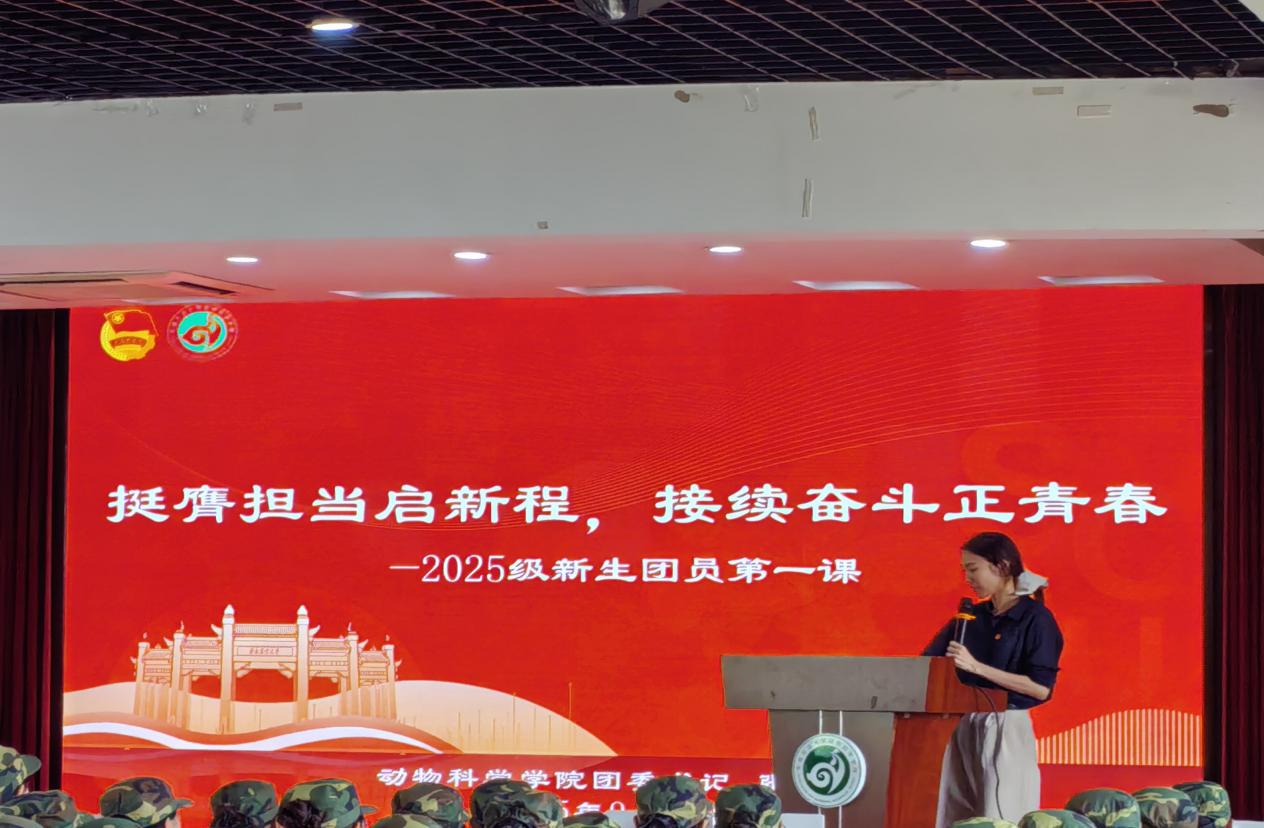 挺膺担当启新程，接续奋斗正青春
—2025级新生团员第一课
动物科学学院团委书记